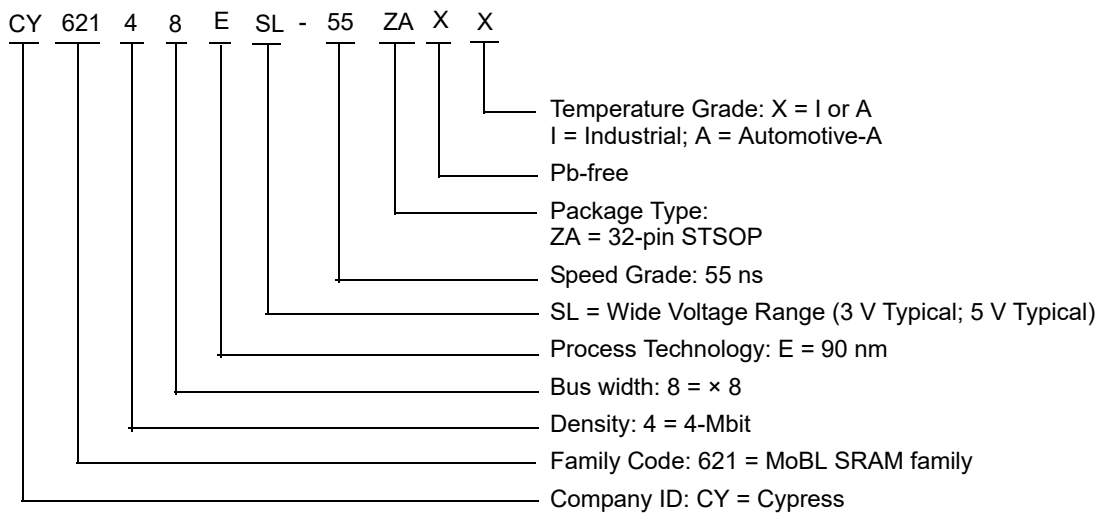 CY 621 4 8 E SL - 55 ZA X X
Temperature Grade: X = I or A
I = Industrial; A = Automotive-A
Pb-free
Package Type:
ZA = 32-pin STSOP
Speed Grade: 55 ns
SL = Wide Voltage Range (3 V Typical; 5 V Typical)
Process Technology: E = 90 nm
Bus width: 8 = × 8
Density: 4 = 4-Mbit
Family Code: 621 = MoBL SRAM family
Company ID: CY = Cypress